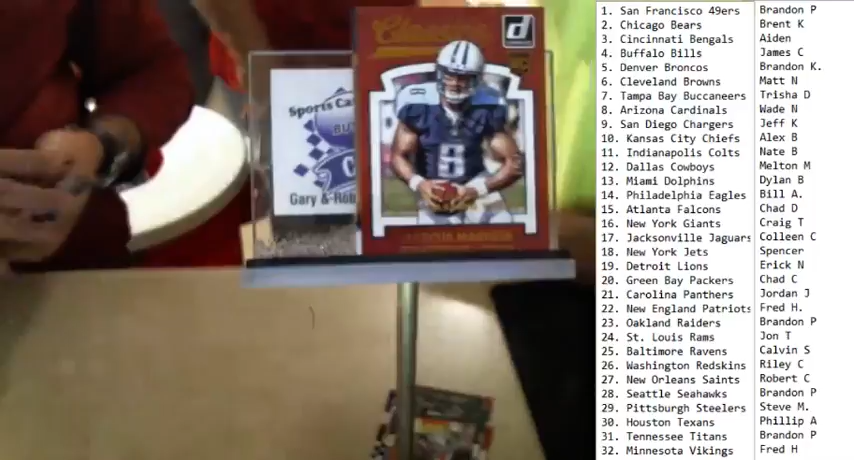 Classics
8
Sports Ca
BU
C
Gary & Rob
1. San Francisco 49ers Brandon P
2. Chicago Bears Brent K
3. Cincinnati Bengals Aiden
4. Buffalo Bills James C
5. Denver Broncos Brandon K.
6. Cleveland Browns Matt N
7. Tampa Bay Buccaneers Trisha D
8. Arizona Cardinals Wade N
9. San Diego Chargers Jeff K
10. Kansas City Chiefs Alex B
11. Indianapolis Colts Nate B
12. Dallas Cowboys Melton M
13. Miami Dolphins Dylan B
14. Philadelphia Eagles Bill A.
15. Atlanta Falcons Chad D
16. New York Giants Craig T
17. Jacksonville Jaguars Colleen C
18. New York Jets Spencer
19. Detroit Lions Erick N
20. Green Bay Packers Chad C
21. Carolina Panthers Jordan J
22. New England Patriots Fred H.
23. Oakland Raiders Brandon P
24. St. Louis Rams Jon T
25. Baltimore Ravens Calvin S
26. Washington Redskins Riley C
27. New Orleans Saints Robert C
28. Seattle Seahawks Brandon P
29. Pittsburgh Steelers Steve M.
30. Houston Texans Phillip A
31. Tennessee Titans Brandon P
32. Minnesota Vikings Fred H